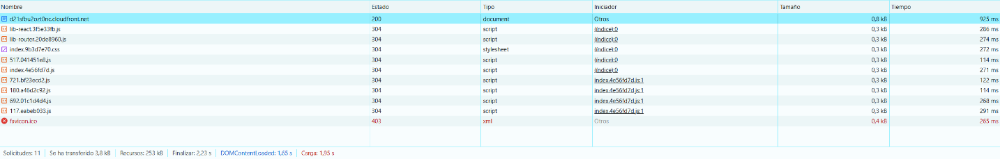 Nombre Estado Tipo Iniciador Tamaño Tiempo
d21sfbu2ozt0nc.cloudfront.net 200 document Otros 0,8 kB 925 ms
lib-react.3f5e33fb.js 304 script (índice):0 0,3 kB 286 ms
lib-router.20de8960.js 304 script (índice):0 0,3 kB 274 ms
index.9b3d7e70.css 304 stylesheet (índice):0 0,3 kB 272 ms
517.041451e8.js 304 script (índice):0 0,3 kB 114 ms
index.4e56fd7d.js 304 script (índice):0 0,3 kB 271 ms
721.bf23ecd2.js 304 script index.4e56fd7d.js:1 0,3 kB 122 ms
180.a46d2c92.js 304 script index.4e56fd7d.js:1 0,3 kB 114 ms
692.01c1d4d4.js 304 script index.4e56fd7d.js:1 0,3 kB 268 ms
117.eabeb033.js 304 script index.4e56fd7d.js:1 0,3 kB 291 ms
favicon.ico 403 xml Otros 0,4 kB 265 ms
Solicitudes: 11 Se ha transferido 3,8 kB Recursos: 253 kB Finalizar: 2,23 s DOMContentLoaded: 1,65 s Carga: 1,95 s